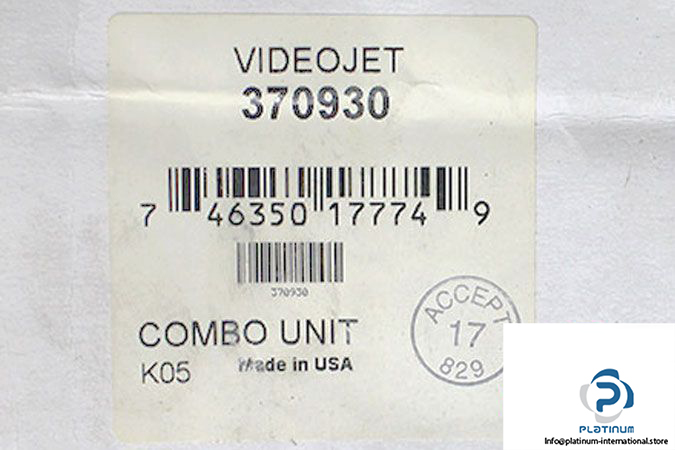 VIDEOJET
370930
7 46350 17774 9
370930
COMBO UNIT
K05 Made in USA
ACCEPT
17
829
PLATINUM
Info@platinum-international.store